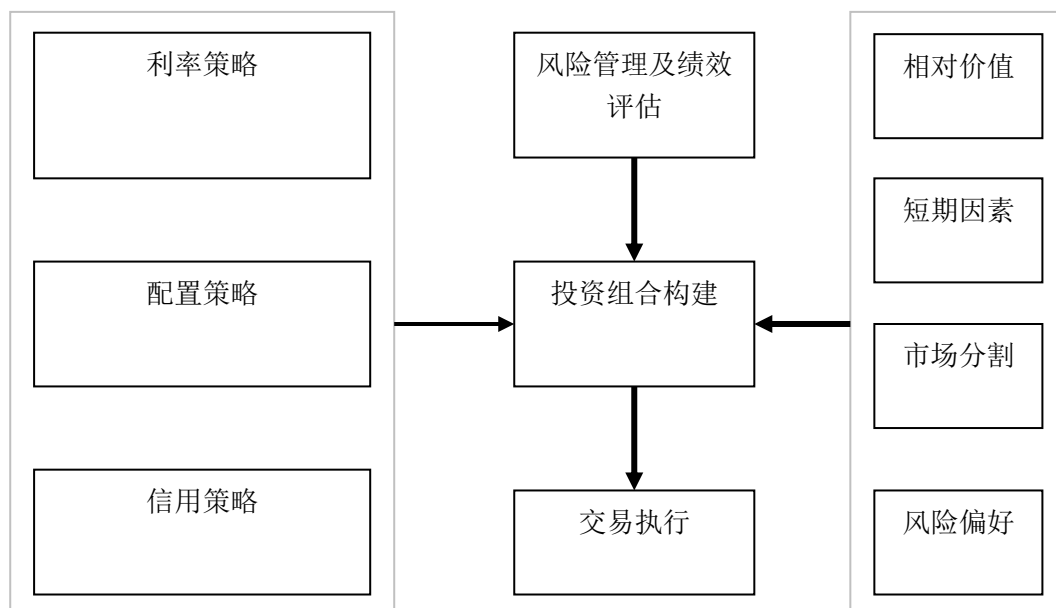 利率策略
配置策略
信用策略
风险管理及绩效
评估
投资组合构建
交易执行
相对价值
短期因素
市场分割
风险偏好